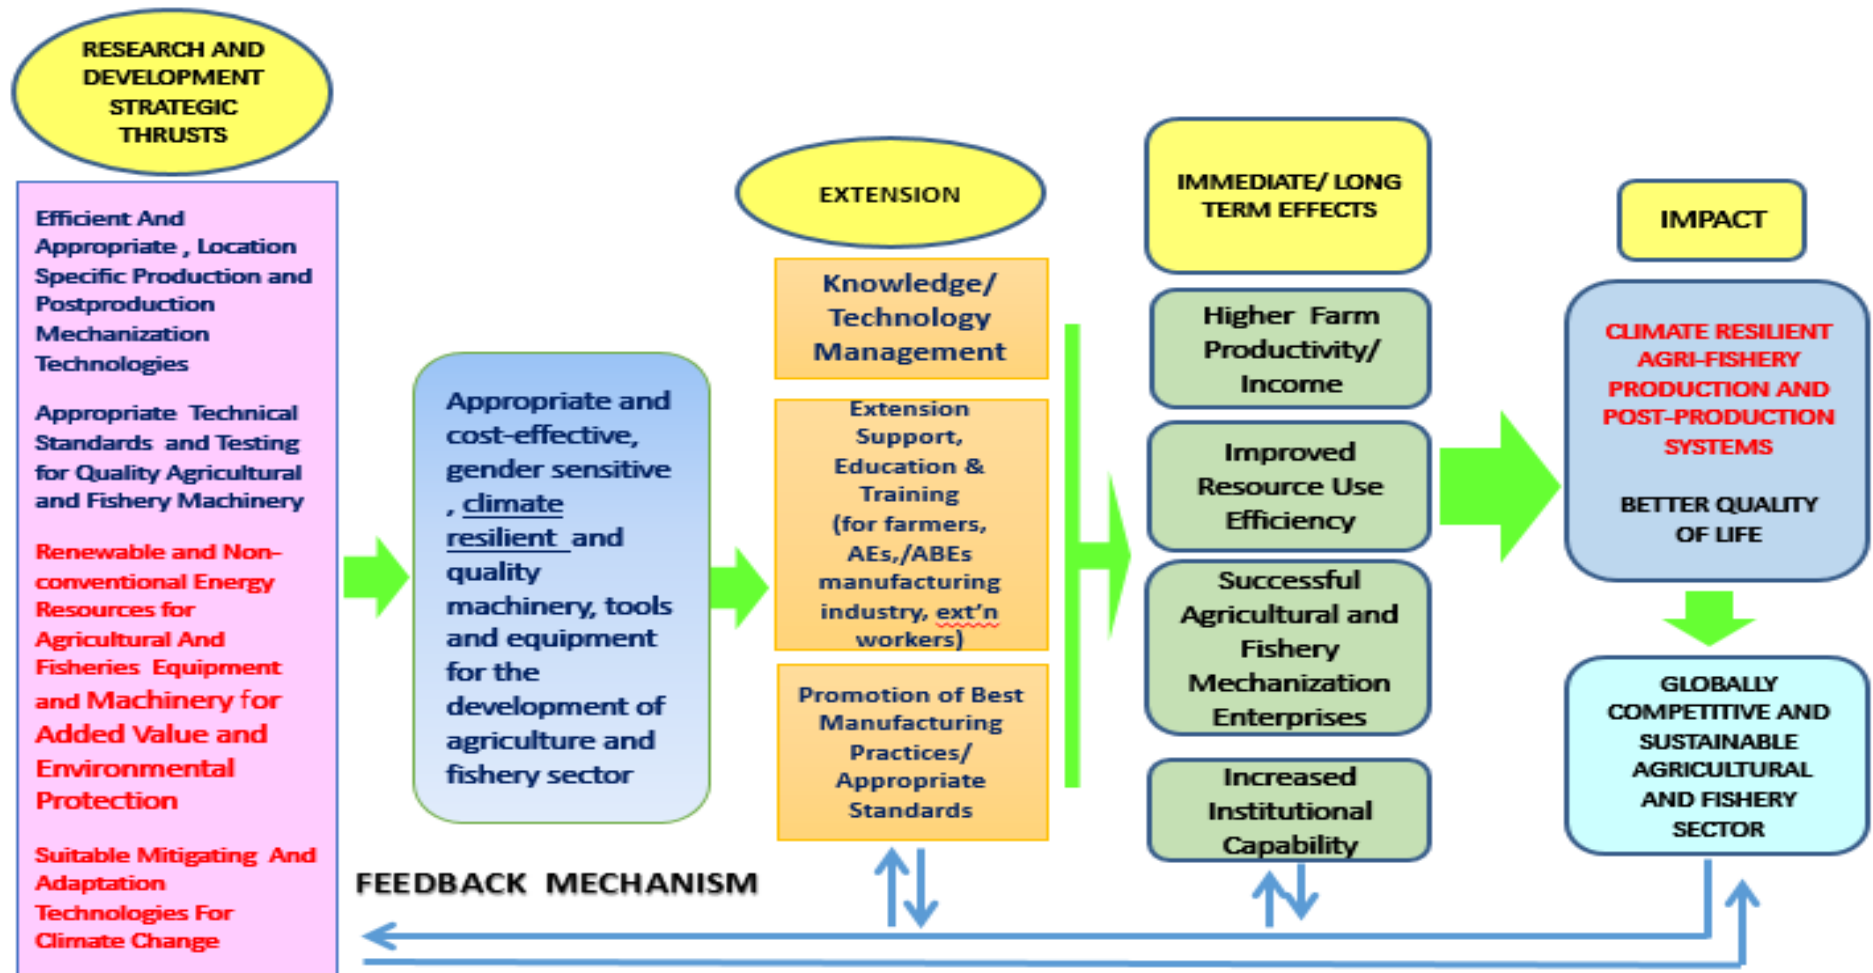 RESEARCH AND
DEVELOPMENT
STRATEGIC
THRUSTS
Efficient And
Appropriate , Location
Specific Production and
Postproduction
Mechanization
Technologies
Appropriate Technical
Standards and Testing
for Quality Agricultural
and Fishery Machinery
Renewable and Non-
conventional Energy
Resources for
Agricultural And
Fisheries Equipment
and Machinery for
Added Value and
Environmental
Protection
Suitable Mitigating And
Adaptation
Technologies For
Climate Change
Appropriate and
cost-effective,
gender sensitive
, climate
resilient and
quality
machinery, tools
and equipment
for the
development of
agriculture and
fishery sector
EXTENSION
Knowledge/
Technology
Management
Extension
Support,
Education &
Training
(for farmers,
AEs,/ABEs
manufacturing
industry, ext'n
workers)
Promotion of Best
Manufacturing
Practices/
Appropriate
Standards
IMMEDIATE/ LONG
TERM EFFECTS
Higher Farm
Productivity/
Income
Improved
Resource Use
Efficiency
Successful
Agricultural and
Fishery
Mechanization
Enterprises
Increased
Institutional
Capability
IMPACT
CLIMATE RESILIENT
AGRI-FISHERY
PRODUCTION AND
POST-PRODUCTION
SYSTEMS
BETTER QUALITY
OF LIFE
GLOBALLY
COMPETITIVE AND
SUSTAINABLE
AGRICULTURAL
AND FISHERY
SECTOR
FEEDBACK MECHANISM